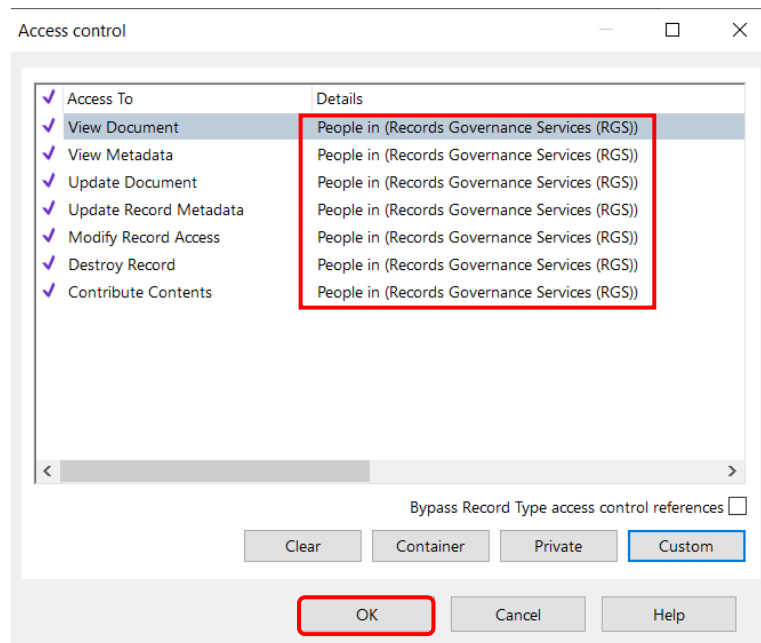 Access control
Access To Details
View Document People in (Records Governance Services (RGS))
View Metadata People in (Records Governance Services (RGS))
Update Document People in (Records Governance Services (RGS))
Update Record Metadata People in (Records Governance Services (RGS))
Modify Record Access People in (Records Governance Services (RGS))
Destroy Record People in (Records Governance Services (RGS))
Contribute Contents People in (Records Governance Services (RGS))
Bypass Record Type access control references
Clear Container Private Custom
OK Cancel Help